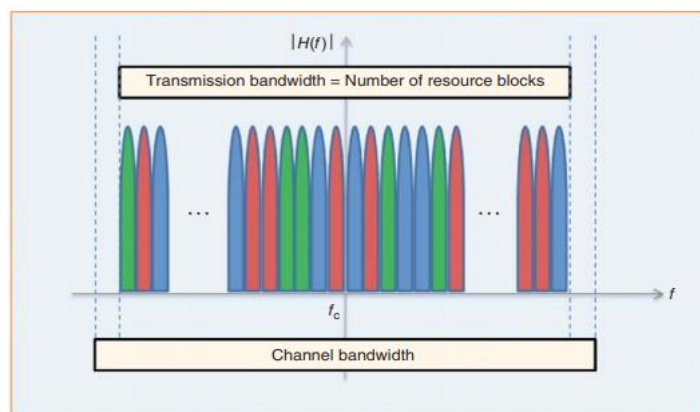 |H(f)|
Transmission bandwidth = Number of resource blocks
... ...
f
fc
Channel bandwidth